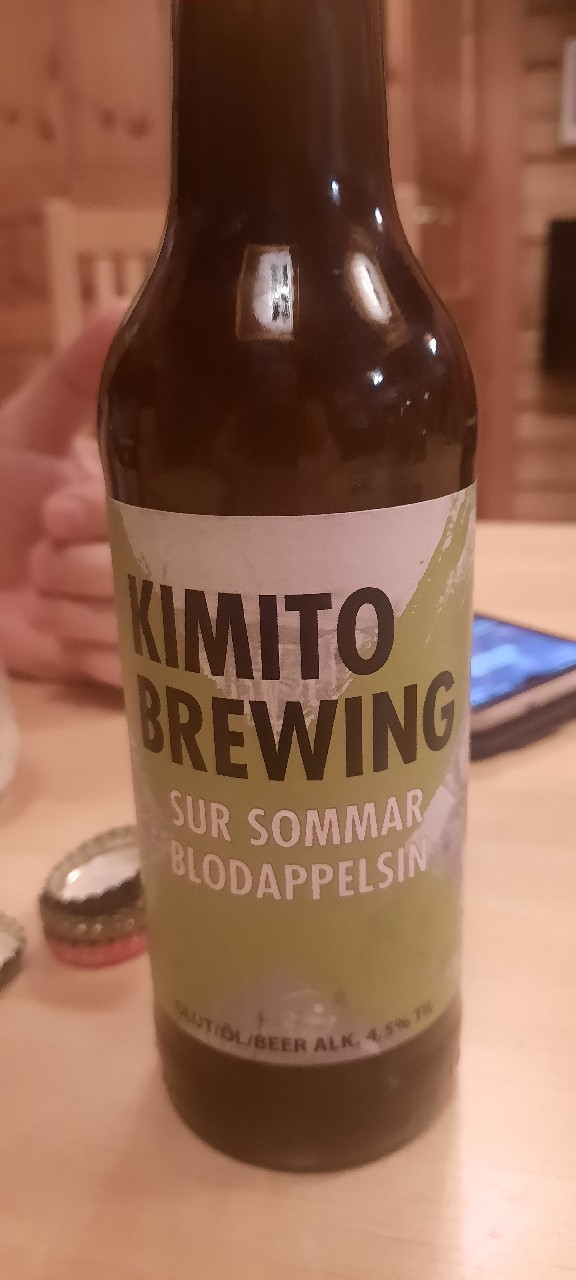 KIMITO
BREWING
SUR SOMMAR
BLODAPPELSIN
OLUT/ÖL/BEER ALK. 4,5% TIL